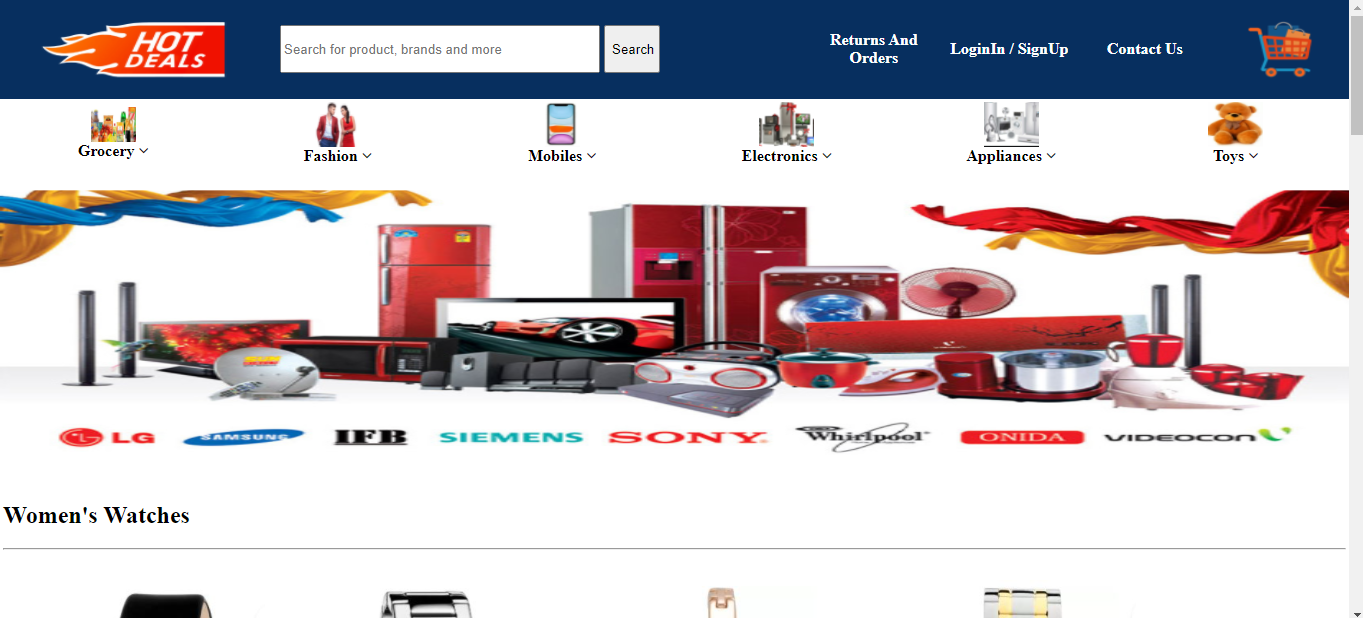 HOT
DEALS
Search for product, brands and more
Search
Returns And
Orders
LoginIn / SignUp
Contact Us
Grocery
Fashion
Mobiles
Electronics
Appliances
Toys
LG
SAMSUNG
IFB
SIEMENS
SONY
Whirlpool
ONIDA
VIDEOCON
Women's Watches